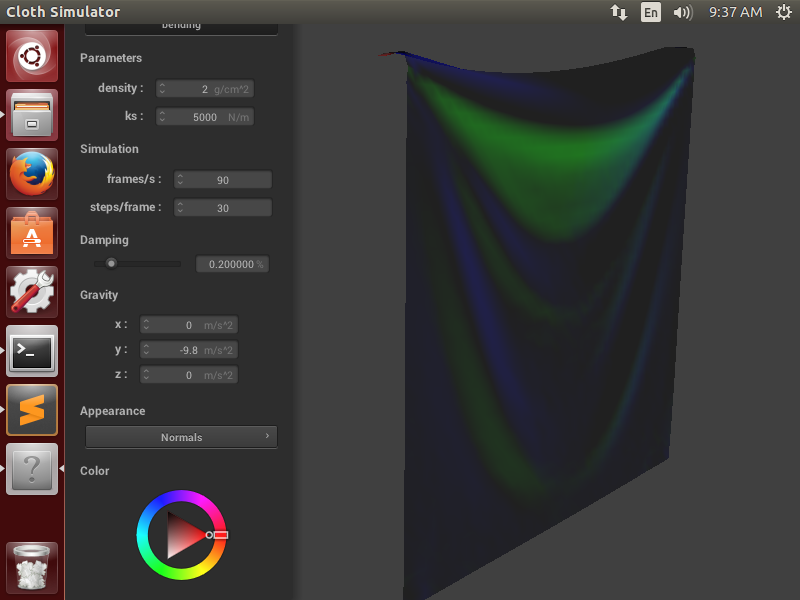 Cloth Simulator
En
9:37 AM
bending
Parameters
density : 2 g/cm^2
ks : 5000 N/m
Simulation
frames/s : 90
steps/frame : 30
Damping
0.200000 %
Gravity
x : 0 m/s^2
y : -9.8 m/s^2
z : 0 m/s^2
Appearance
Normals
Color